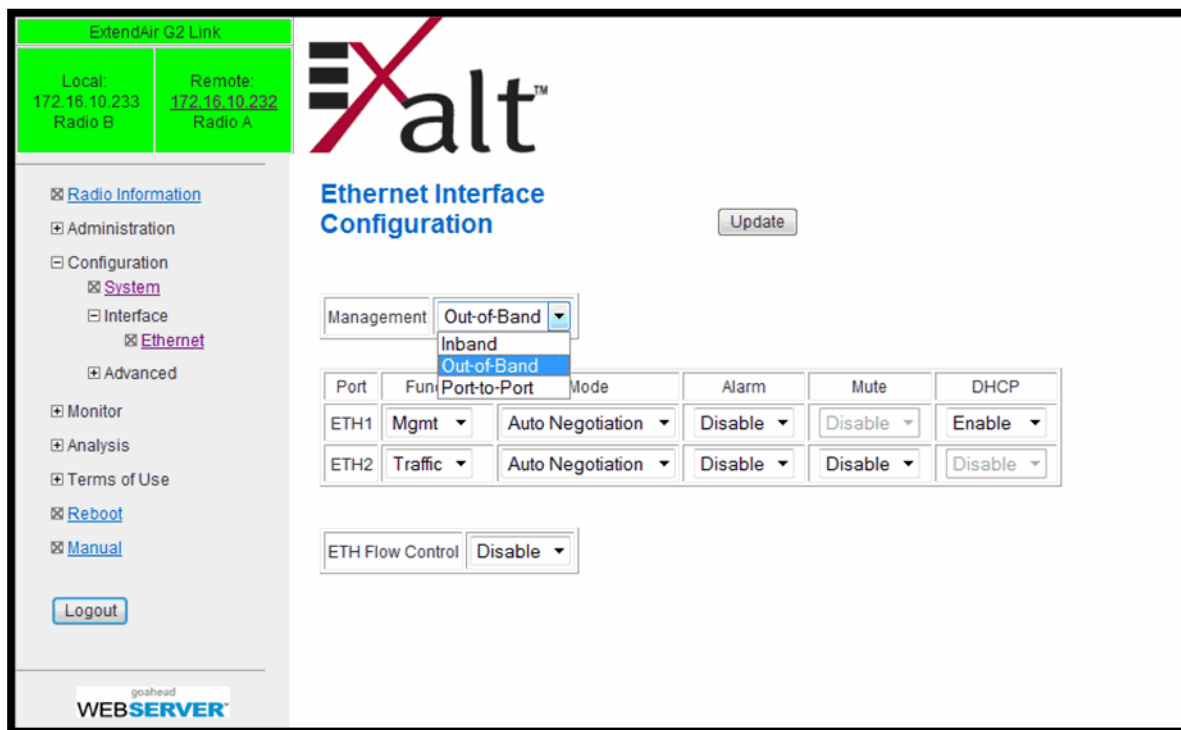 ExtendAir G2 Link
Local:
172.16.10.233
Radio B
Remote:
172.16.10.232
Radio A
Exalt™
Radio Information
Administration
Configuration
System
Interface
Ethernet
Advanced
Monitor
Analysis
Terms of Use
Reboot
Manual
Logout
goahead
WEBSERVER
Ethernet Interface
Configuration
Update
Management Out-of-Band
Inband
Out-of-Band
Port-to-Port
Port Func Mode Alarm Mute DHCP
ETH1 Mgmt Auto Negotiation Disable Disable Enable
ETH2 Traffic Auto Negotiation Disable Disable Disable
ETH Flow Control Disable